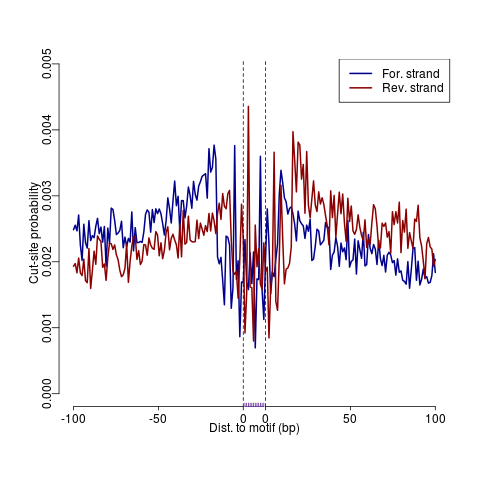 For. strand
Rev. strand
Cut-site probability
0.005
0.004
0.003
0.002
0.001
0.000
-100 -50 0 0 50 100
Dist. to motif (bp)